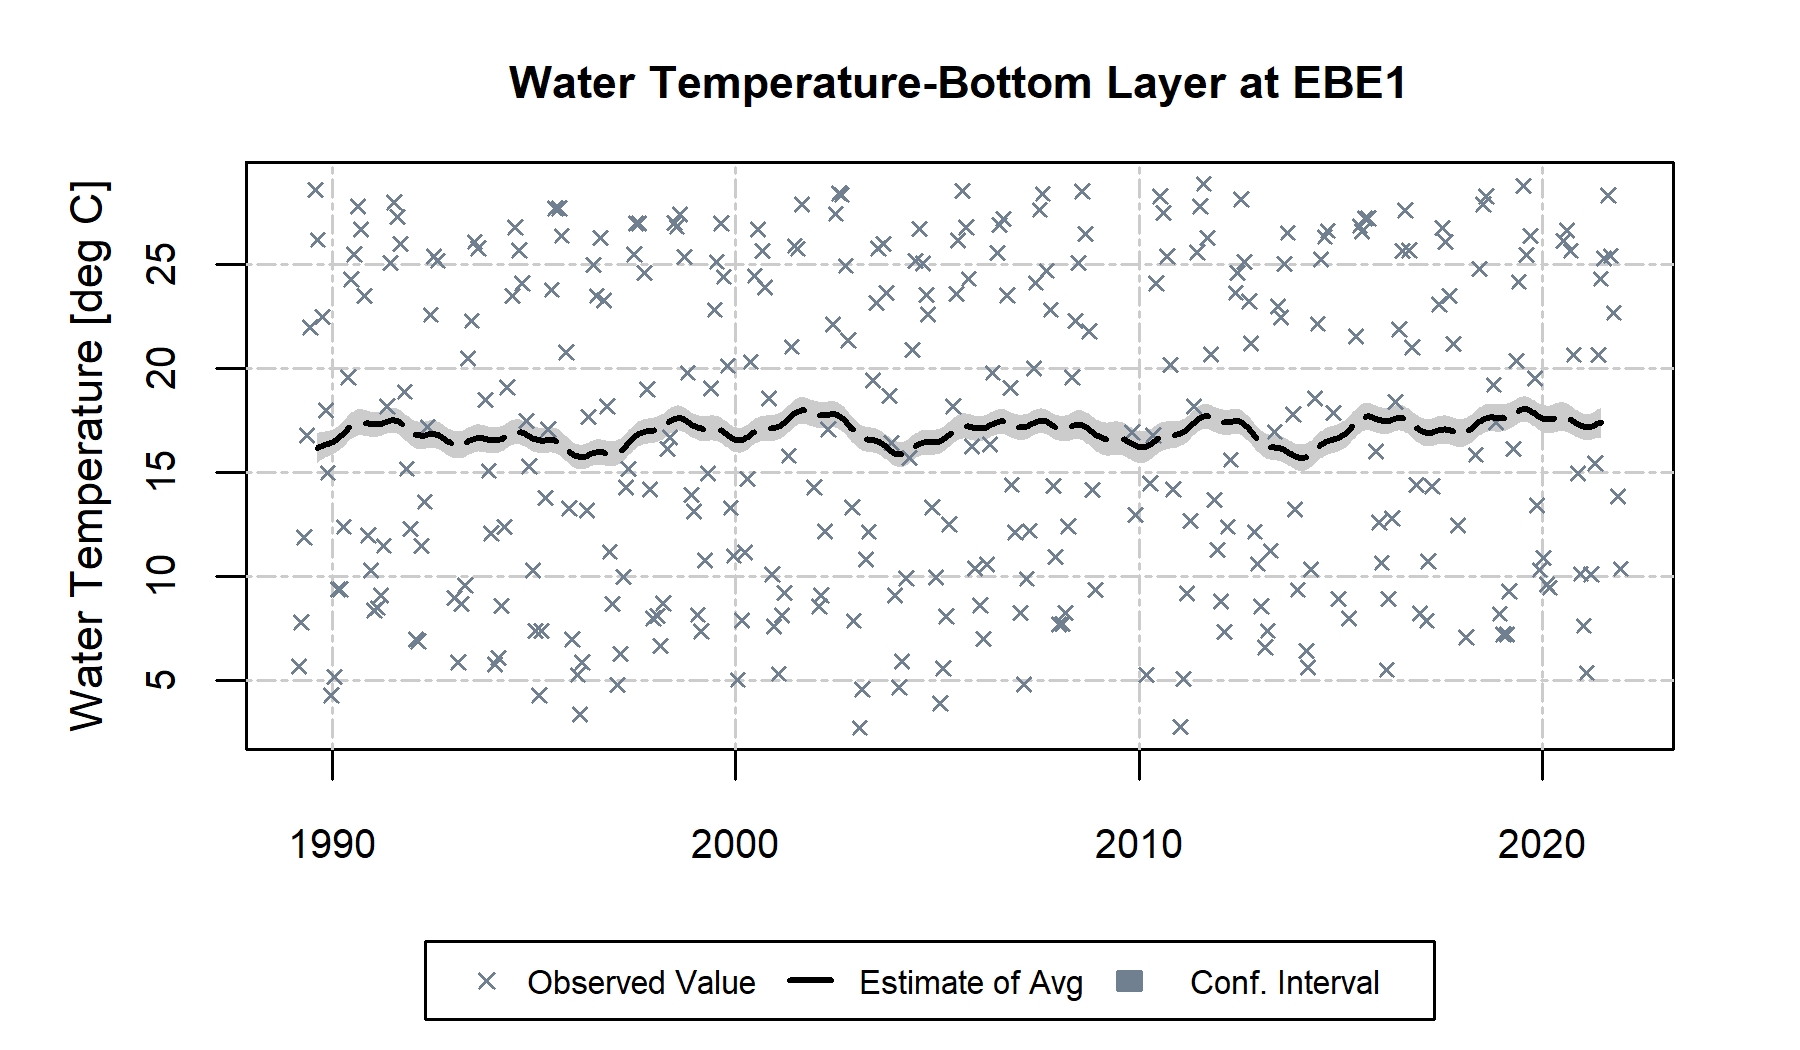 Water Temperature-Bottom Layer at EBE1
Water Temperature [deg C]
25
20
15
10
5
1990 2000 2010 2020
Observed Value Estimate of Avg Conf. Interval